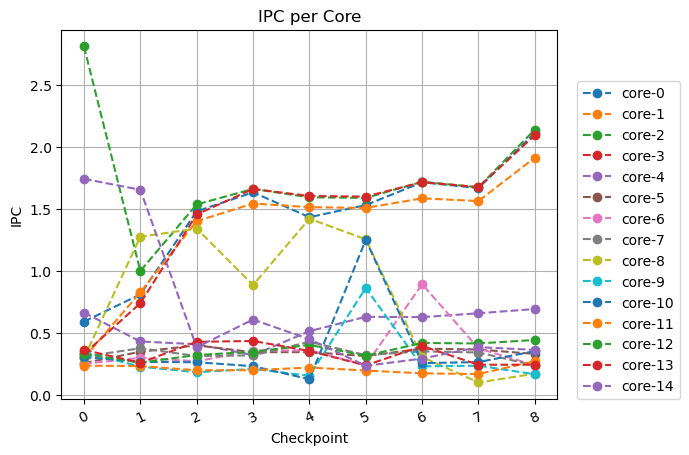 IPC per Core
IPC
2.5
2.0
1.5
1.0
0.5
0.0
0 1 2 3 4 5 6 7 8
Checkpoint
core-0
core-1
core-2
core-3
core-4
core-5
core-6
core-7
core-8
core-9
core-10
core-11
core-12
core-13
core-14